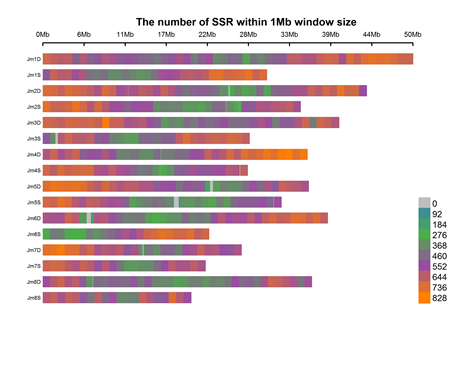 The number of SSR within 1Mb window size
0Mb 6Mb 11Mb 17Mb 22Mb 28Mb 33Mb 39Mb 44Mb 50Mb
Jm1D
Jm1S
Jm2D
Jm2S
Jm3D
Jm3S
Jm4D
Jm4S
Jm5D
Jm5S
Jm6D
Jm6S
Jm7D
Jm7S
Jm8D
Jm8S
0
92
184
276
368
460
552
644
736
828